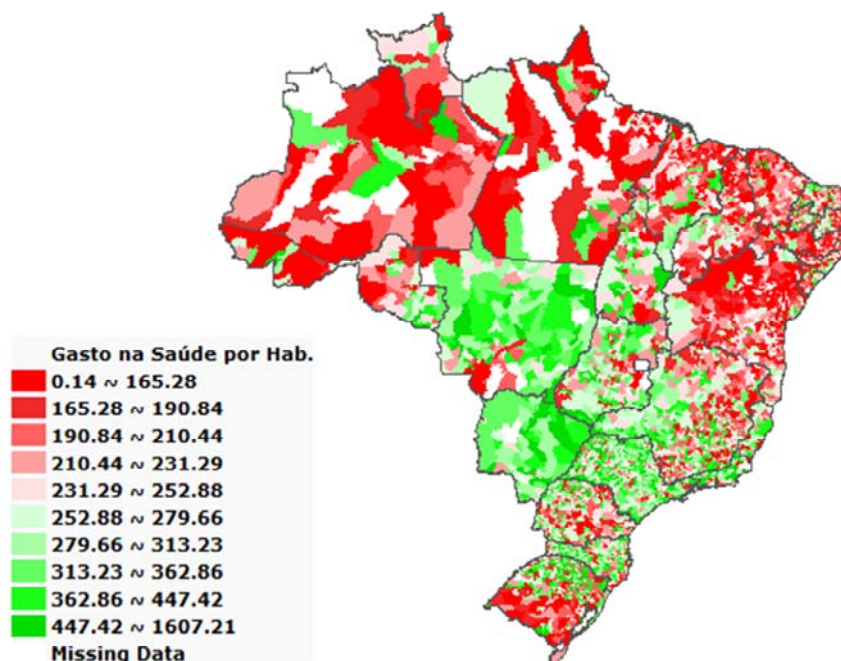 Gasto na Saúde por Hab.
0.14 ~ 165.28
165.28 ~ 190.84
190.84 ~ 210.44
210.44 ~ 231.29
231.29 ~ 252.88
252.88 ~ 279.66
279.66 ~ 313.23
313.23 ~ 362.86
362.86 ~ 447.42
447.42 ~ 1607.21
Missing Data